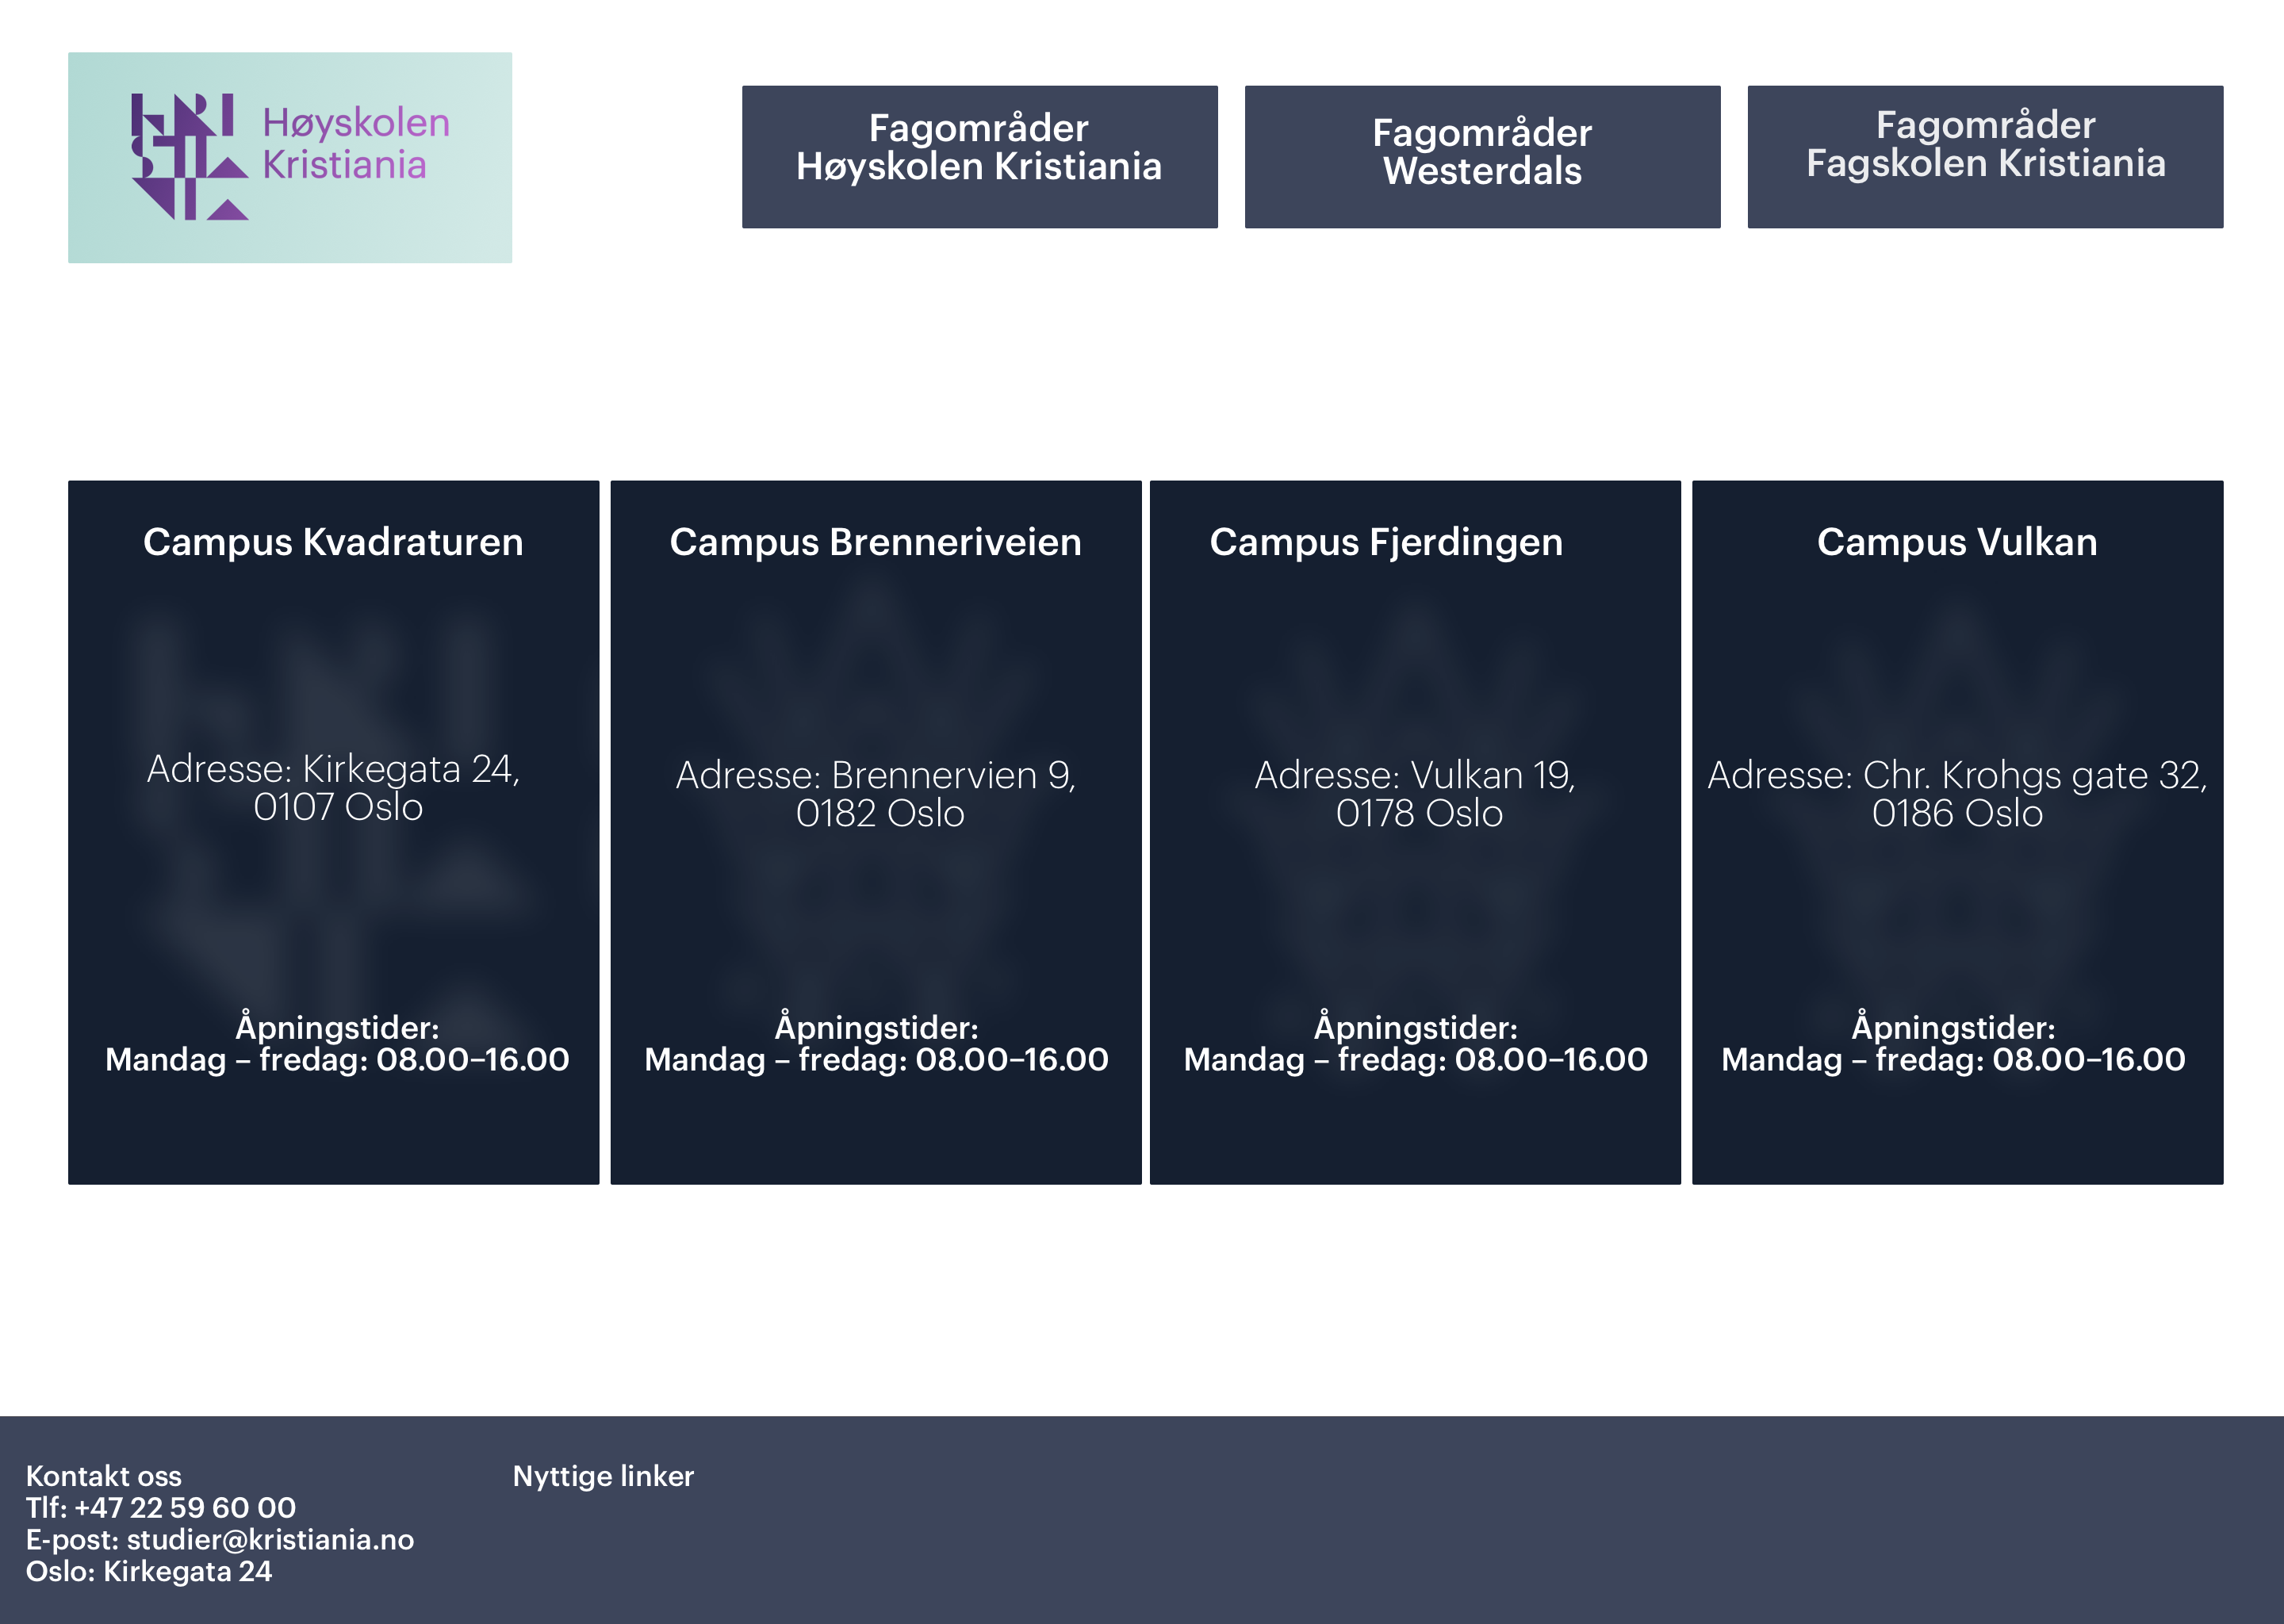 Høyskolen
Kristiania
Fagområder
Høyskolen Kristiania
Fagområder
Westerdals
Fagområder
Fagskolen Kristiania
Campus Kvadraturen
Adresse: Kirkegata 24,
0107 Oslo
Åpningstider:
Mandag – fredag: 08.00–16.00
Campus Brenneriveien
Adresse: Brennervien 9,
0182 Oslo
Åpningstider:
Mandag – fredag: 08.00–16.00
Campus Fjerdingen
Adresse: Vulkan 19,
0178 Oslo
Åpningstider:
Mandag – fredag: 08.00–16.00
Campus Vulkan
Adresse: Chr. Krohgs gate 32,
0186 Oslo
Åpningstider:
Mandag – fredag: 08.00–16.00
Kontakt oss
Tlf: +47 22 59 60 00
E-post: studier@kristiania.no
Oslo: Kirkegata 24
Nyttige linker